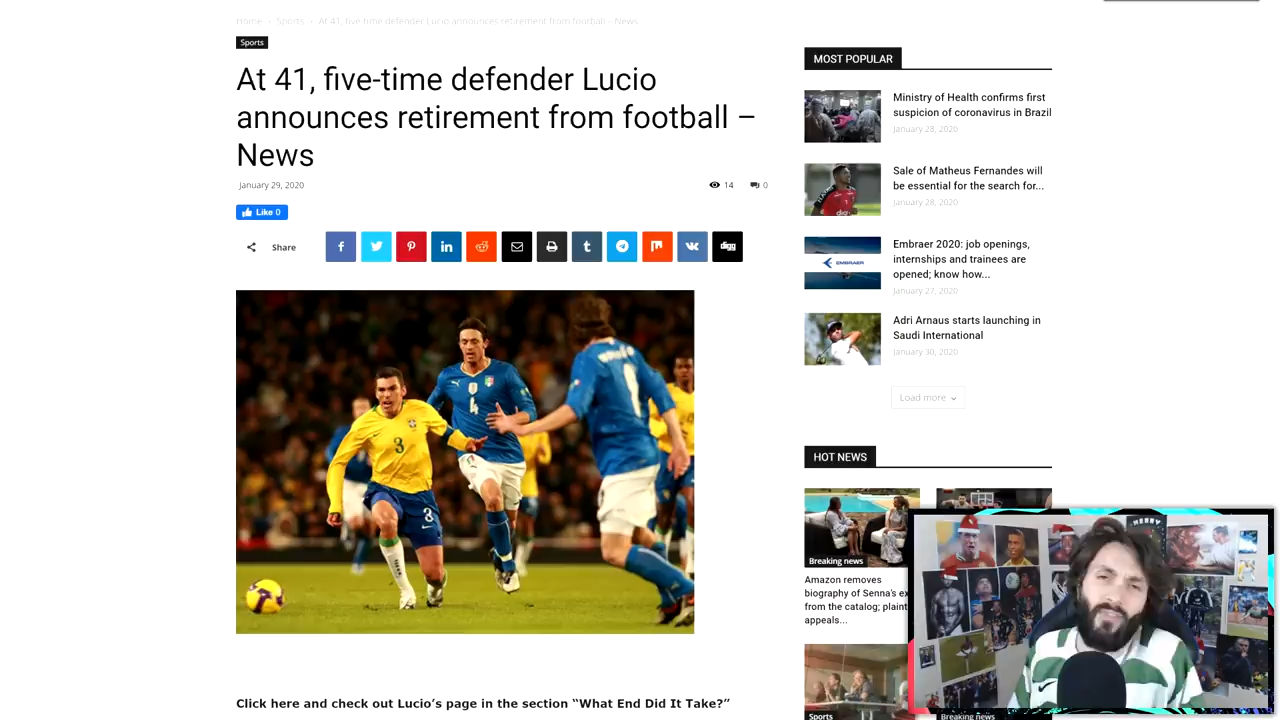 Home › Sports › At 41, five-time defender Lucio announces retirement from football – News
Sports
At 41, five-time defender Lucio
announces retirement from football –
News
January 29, 2020
14
0
Like 0
Share
digg
4
3
3
Click here and check out Lucio’s page in the section “What End Did It Take?”
MOST POPULAR
Ministry of Health confirms first
suspicion of coronavirus in Brazil
January 28, 2020
Sale of Matheus Fernandes will
be essential for the search for...
January 28, 2020
EMBRAER
Embraer 2020: job openings,
internships and trainees are
opened; know how...
January 27, 2020
Adri Arnaus starts launching in
Saudi International
January 30, 2020
Load more
HOT NEWS
Breaking news
Amazon removes
biography of Senna's ex
from the catalog; plaint
appeals...
Sports
Breaking news
MERRY